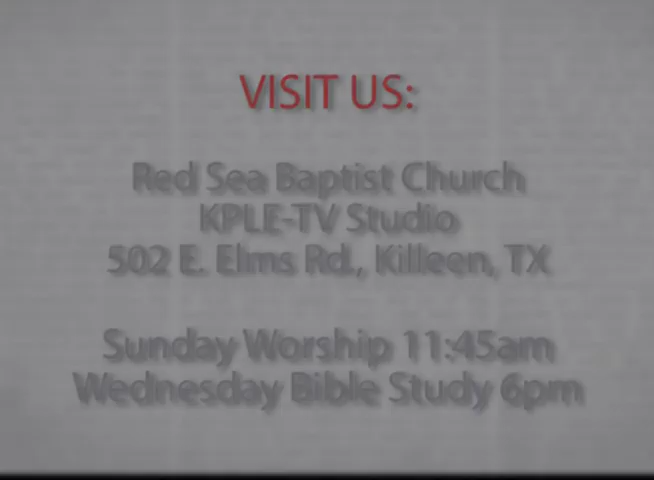 VISIT US:
Red Sea Baptist Church
KPLE-TV Studio
502 E. Elms Rd., Killeen, TX
Sunday Worship 11:45am
Wednesday Bible Study 6pm